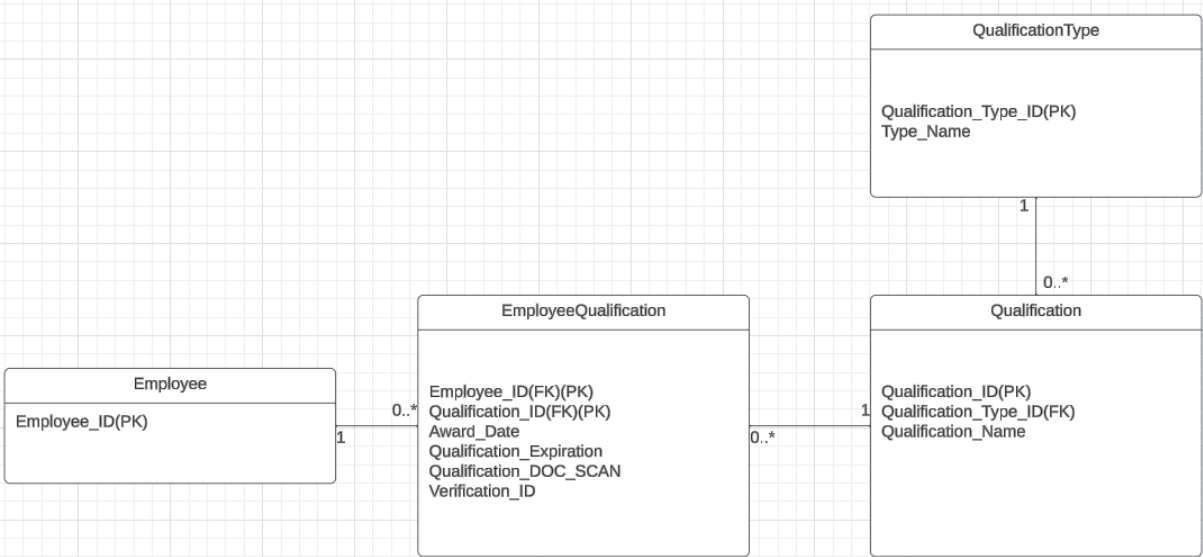 QualificationType
Qualification_Type_ID(PK)
Type_Name
1
0..*
EmployeeQualification
Employee_ID(FK)(PK)
Qualification_ID(FK)(PK)
Award_Date
Qualification_Expiration
Qualification_DOC_SCAN
Verification_ID
Qualification
Qualification_ID(PK)
Qualification_Type_ID(FK)
Qualification_Name
Employee
Employee_ID(PK)
1
0..*
0..*
1